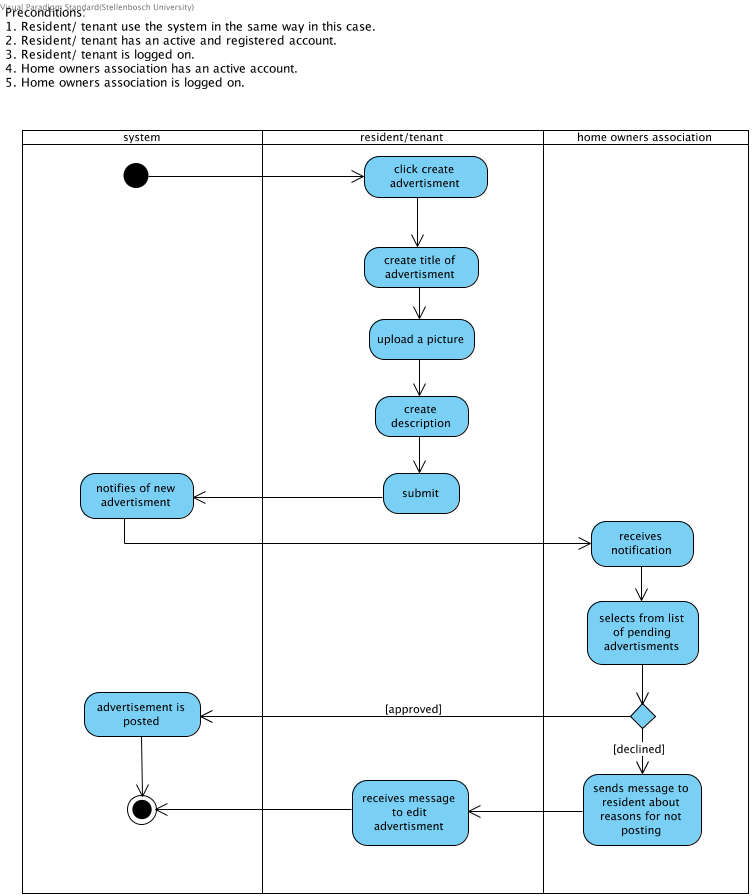 Visual Paradigm Standard(Stellenbosch University)
Preconditions:
1. Resident/ tenant use the system in the same way in this case.
2. Resident/ tenant has an active and registered account.
3. Resident/ tenant is logged on.
4. Home owners association has an active account.
5. Home owners association is logged on.
system
resident/tenant
home owners association
click create
advertisment
create title of
advertisment
upload a picture
create
description
submit
notifies of new
advertisment
receives
notification
selects from list
of pending
advertisments
[approved]
advertisement is
posted
[declined]
sends message to
resident about
reasons for not
posting
receives message
to edit
advertisment